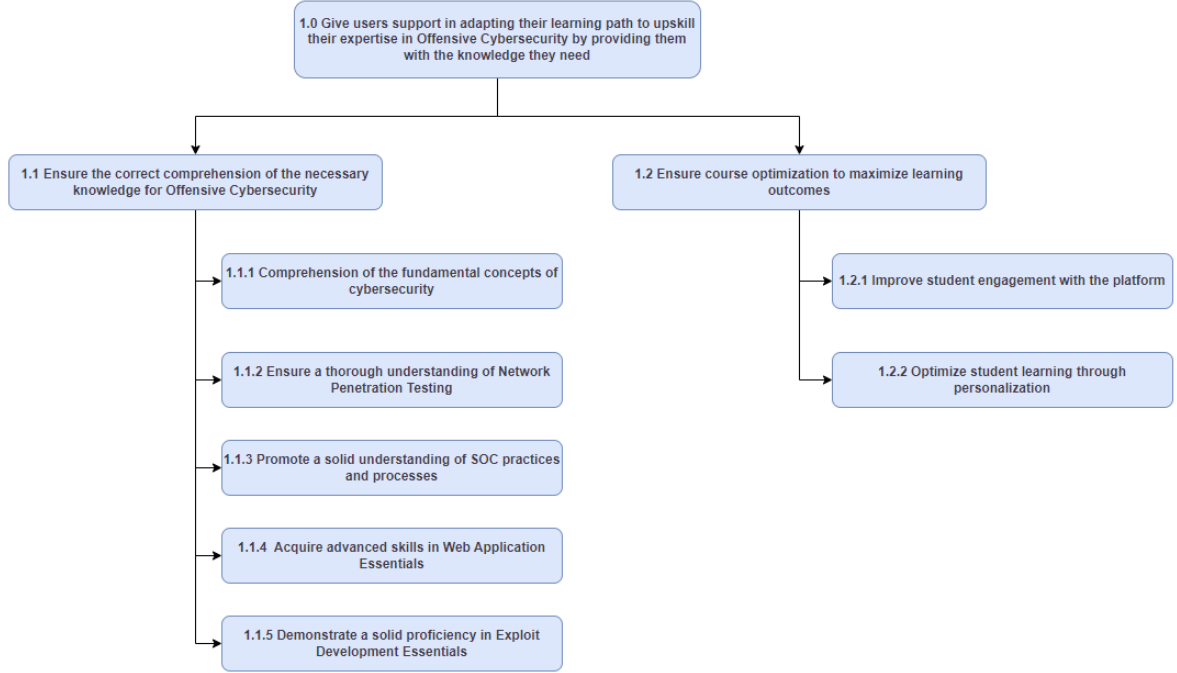 1.0 Give users support in adapting their learning path to upskill
their expertise in Offensive Cybersecurity by providing them
with the knowledge they need
1.1 Ensure the correct comprehension of the necessary
knowledge for Offensive Cybersecurity
1.2 Ensure course optimization to maximize learning
outcomes
1.1.1 Comprehension of the fundamental concepts of
cybersecurity
1.2.1 Improve student engagement with the platform
1.1.2 Ensure a thorough understanding of Network
Penetration Testing
1.2.2 Optimize student learning through
personalization
1.1.3 Promote a solid understanding of SOC practices
and processes
1.1.4 Acquire advanced skills in Web Application
Essentials
1.1.5 Demonstrate a solid proficiency in Exploit
Development Essentials